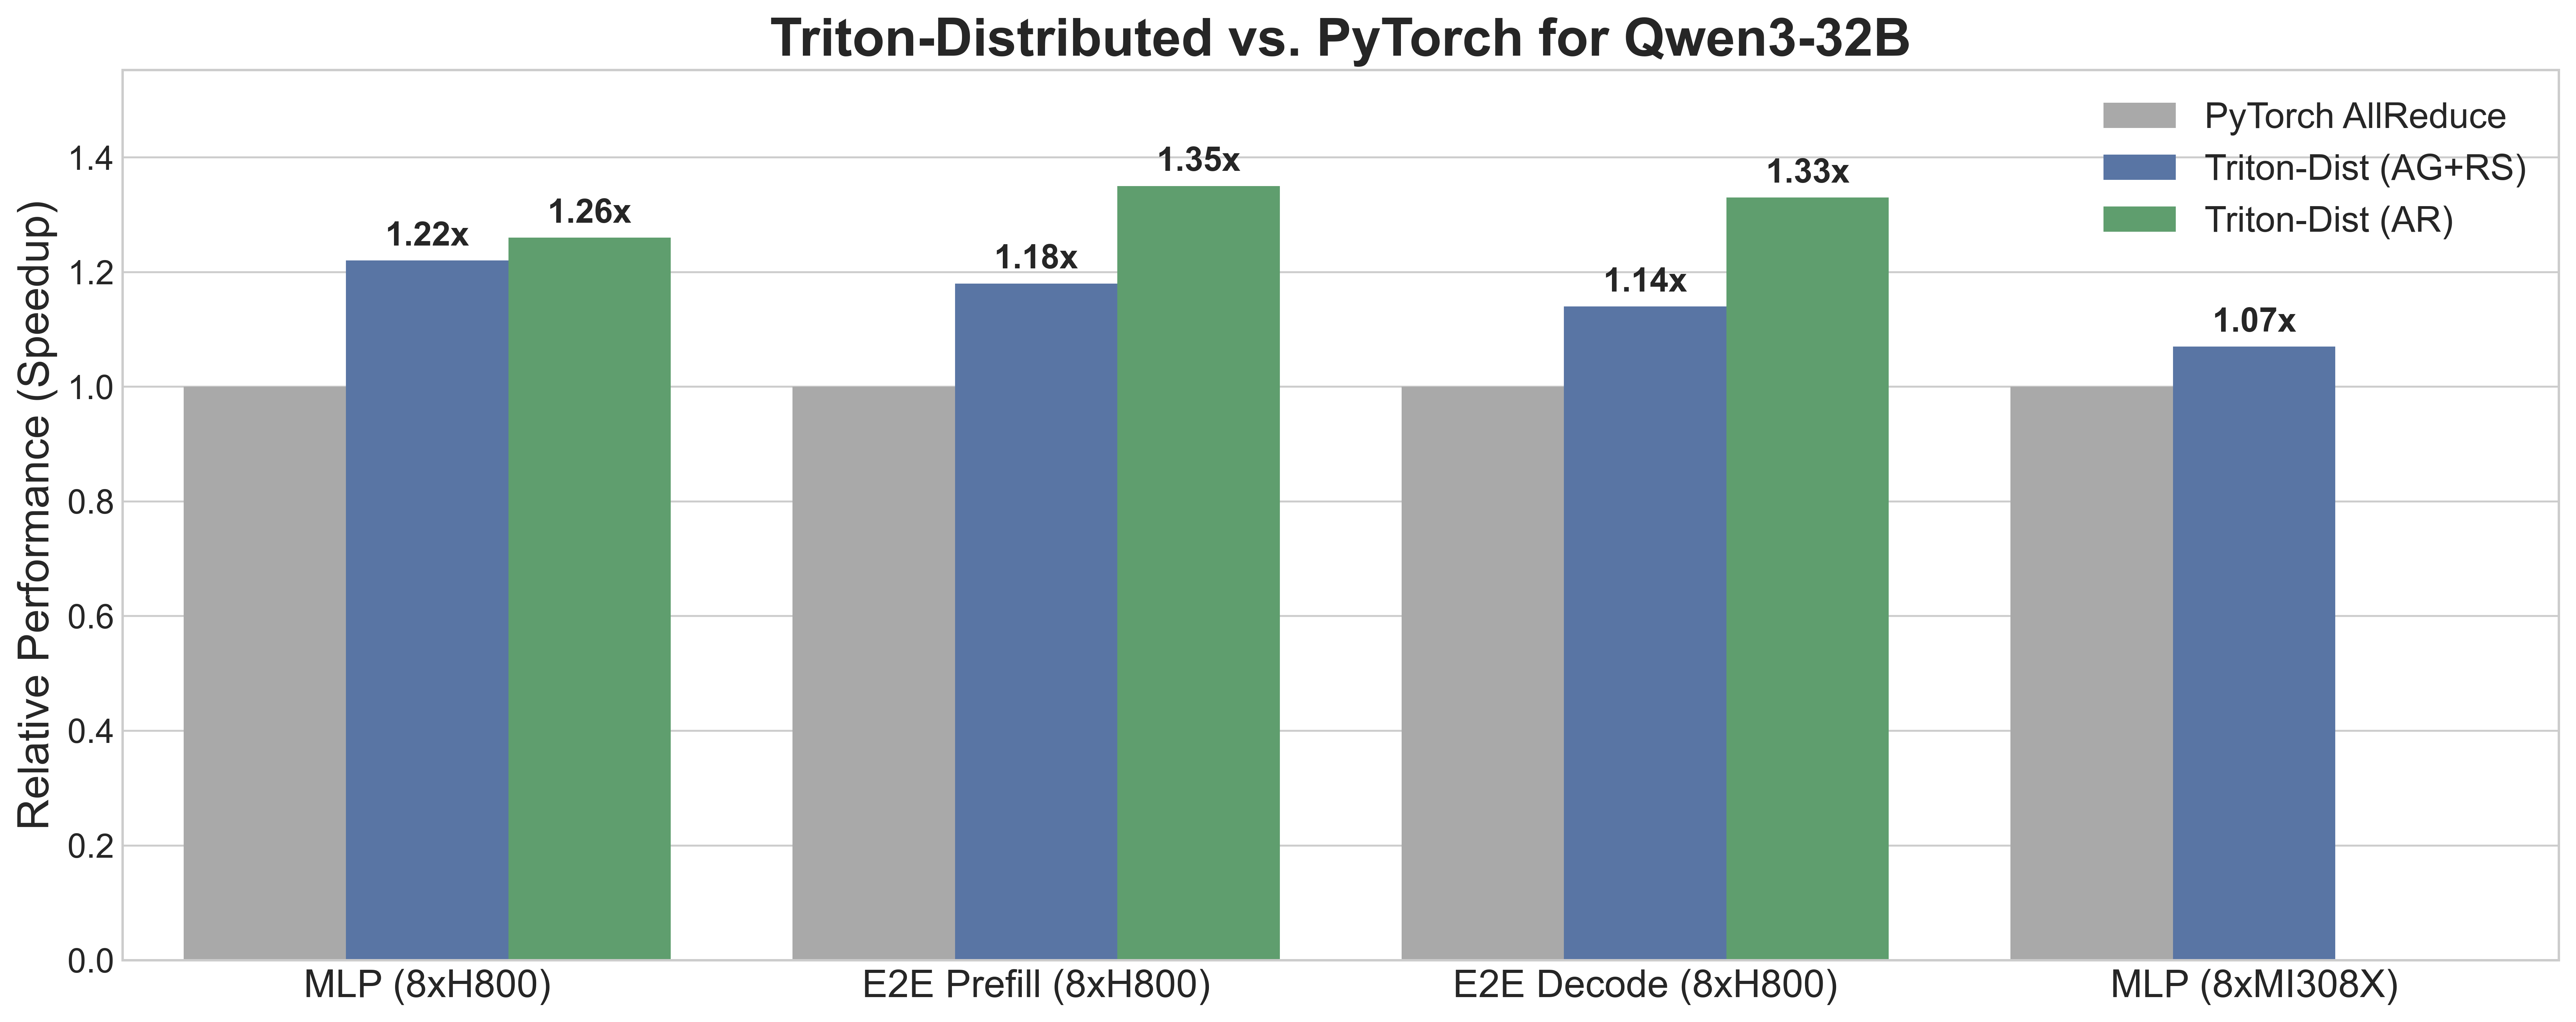 Triton-Distributed vs. PyTorch for Qwen3-32B
Relative Performance (Speedup)
1.4
1.2
1.0
0.8
0.6
0.4
0.2
0.0
1.22x
1.26x
1.18x
1.35x
1.14x
1.33x
1.07x
PyTorch AllReduce
Triton-Dist (AG+RS)
Triton-Dist (AR)
MLP (8xH800)
E2E Prefill (8xH800)
E2E Decode (8xH800)
MLP (8xMI308X)